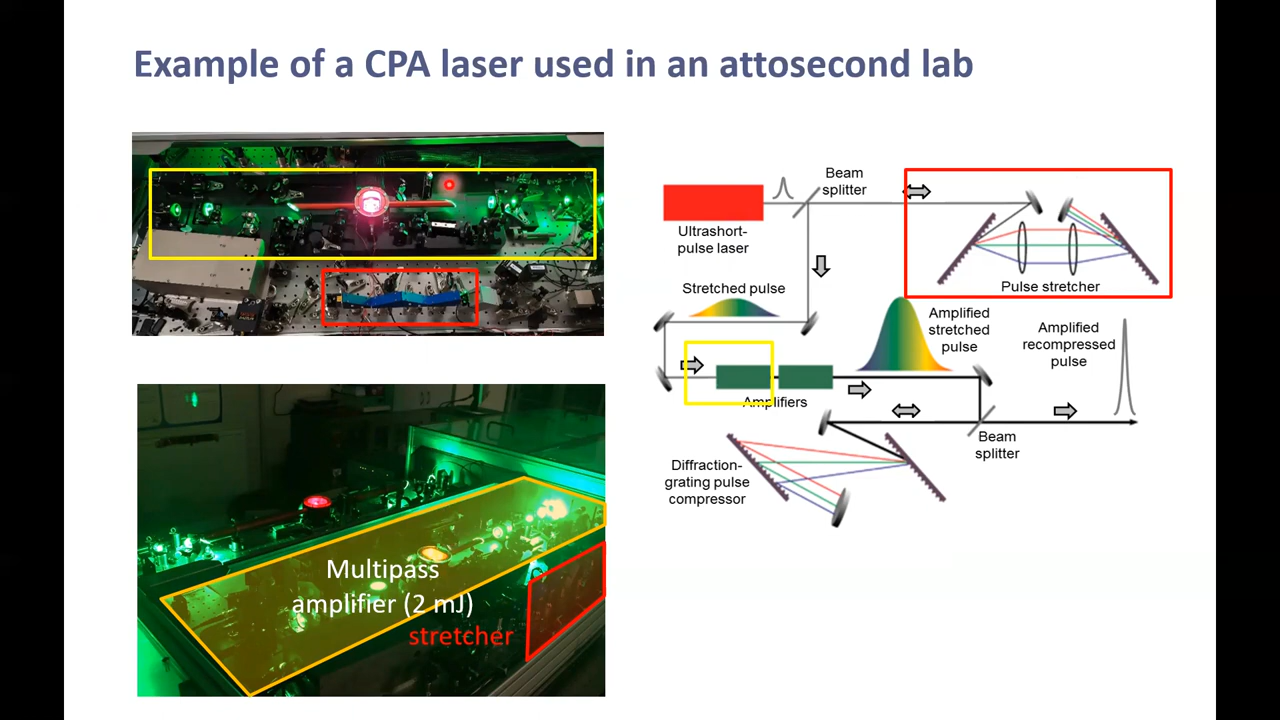 Example of a CPA laser used in an attosecond lab
Multipass
amplifier (2 mJ)
stretcher
Beam
splitter
Ultrashort-
pulse laser
Pulse stretcher
Stretched pulse
Amplified
stretched
pulse
Amplified
recompressed
pulse
Amplifiers
Beam
splitter
Diffraction-
grating pulse
compressor